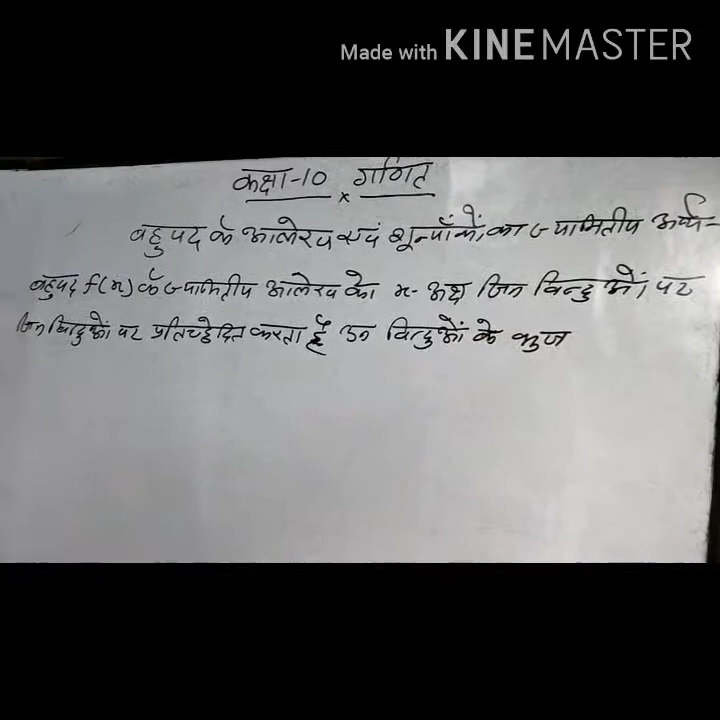 Made with KINEMASTER
कक्षा-10 गणित
x
बहुपद के आलेख एवं शून्यांकों का ज्यामितीय अर्थ-
बहुपद f(x) के ज्यामितीय आलेख को x- अक्ष जिन बिन्दुओं पर
जिन बिन्दुओं पर प्रतिच्छेदित करता है उन बिन्दुओं के भुज